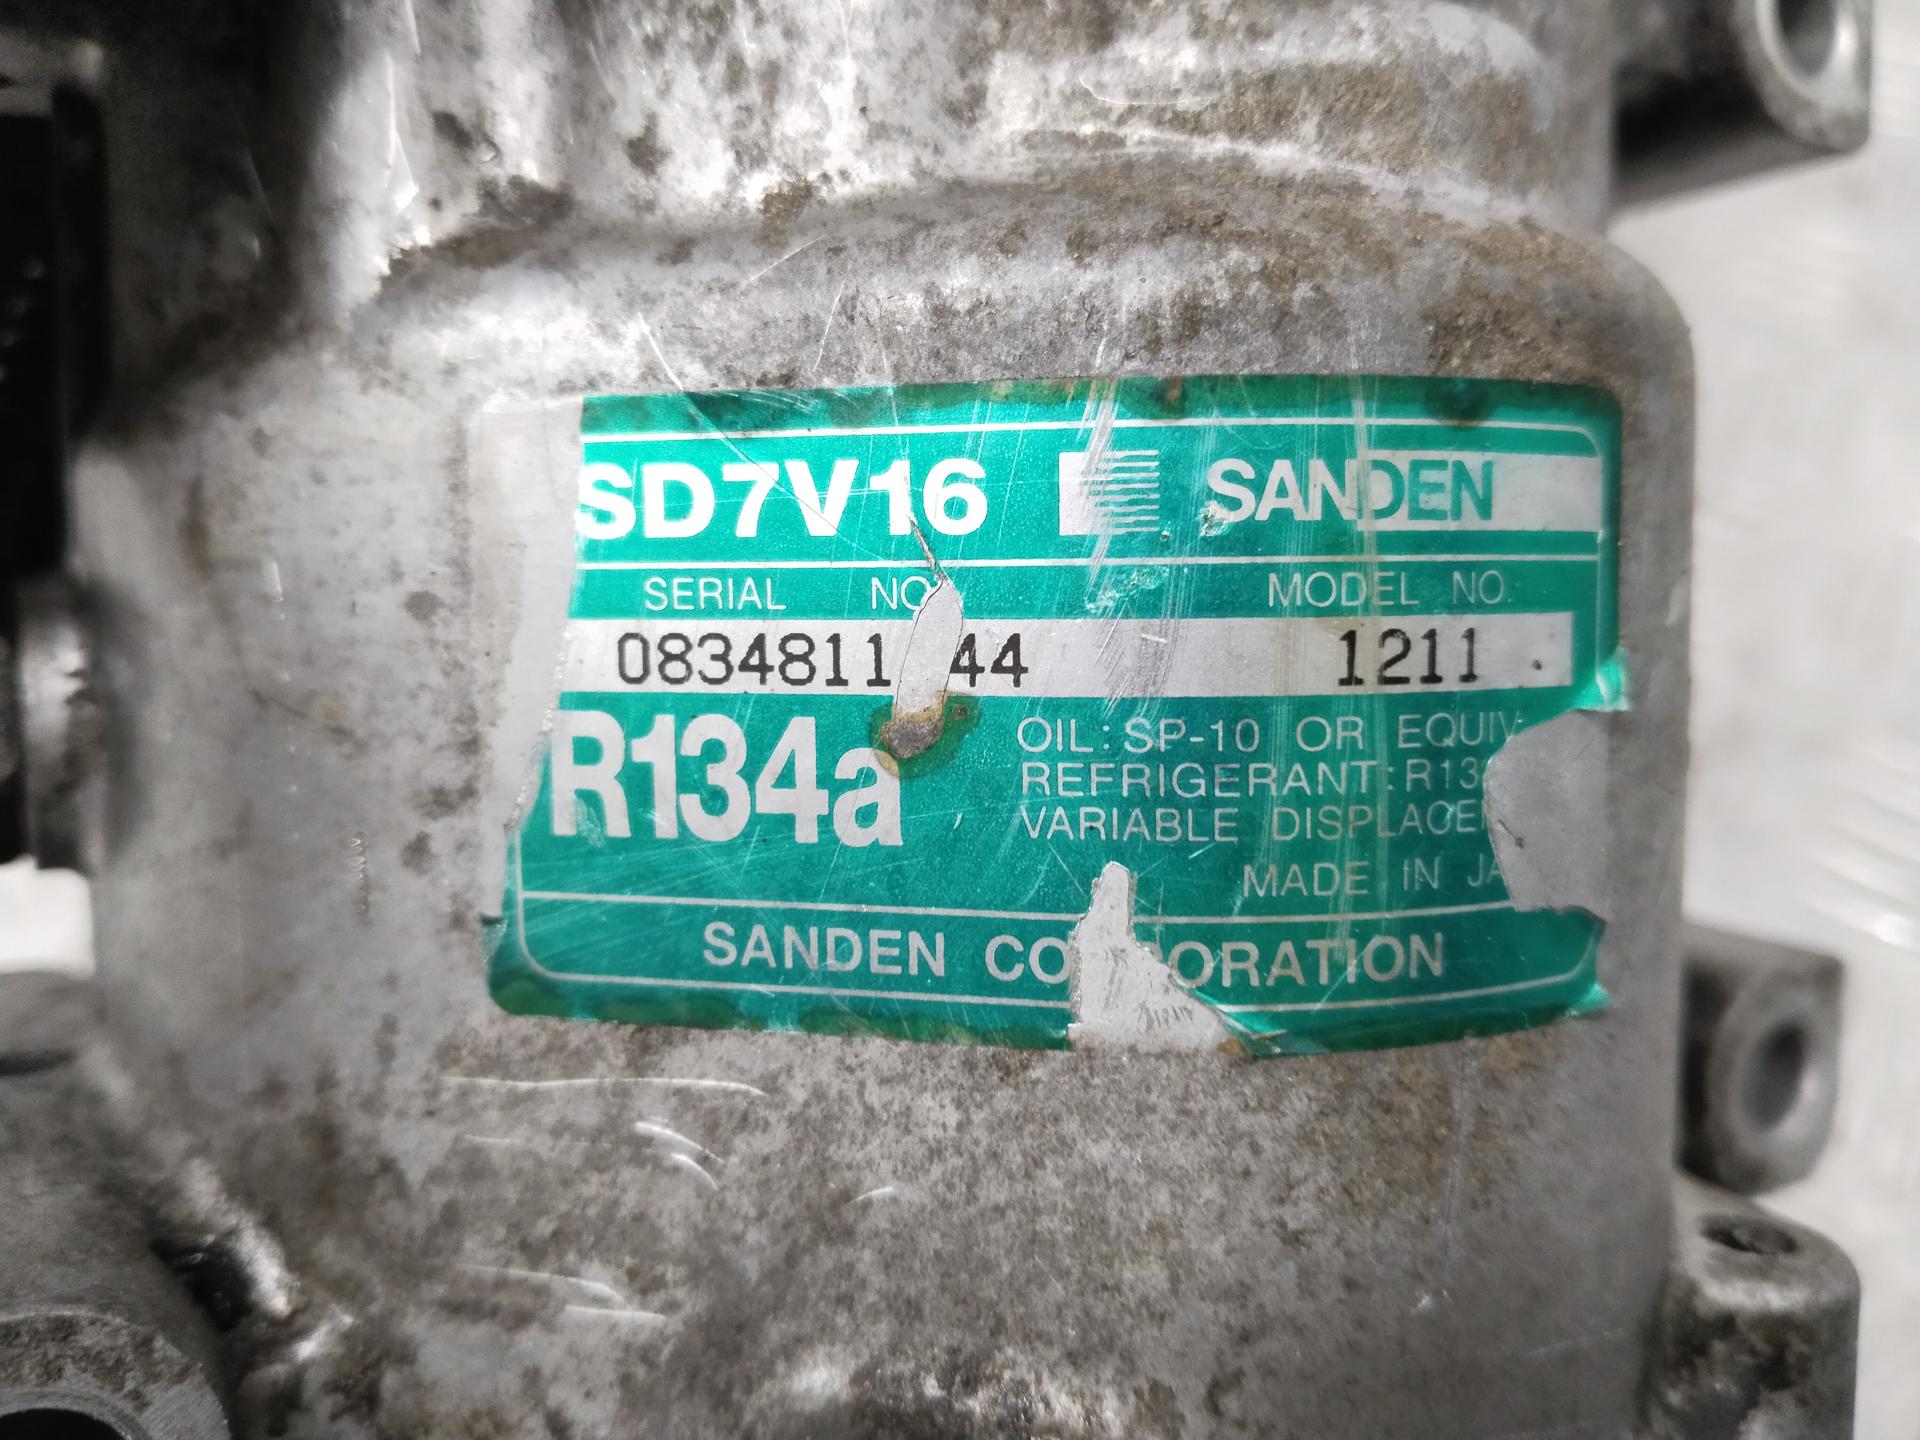 SD7V16 SANDEN
SERIAL NO. MODEL NO.
0834811 44 1211
R134a
OIL: SP-10 OR EQUIV
REFRIGERANT: R13
VARIABLE DISPLACE
MADE IN JA
SANDEN CO PORATION